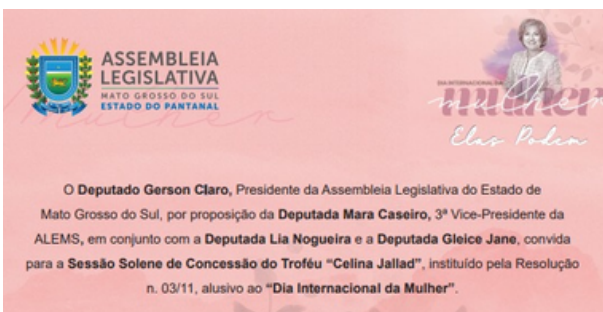 ASSEMBLEIA
LEGISLATIVA
MATO GROSSO DO SUL
ESTADO DO PANTANAL
Mulher
DIA INTERNACIONAL DA
mulher
Elas Podem
O Deputado Gerson Claro, Presidente da Assembleia Legislativa do Estado de
Mato Grosso do Sul, por proposição da Deputada Mara Caseiro, 3ª Vice-Presidente da
ALEMS, em conjunto com a Deputada Lia Nogueira e a Deputada Gleice Jane, convida
para a Sessão Solene de Concessão do Troféu “Celina Jallad”, instituído pela Resolução
n. 03/11, alusivo ao “Dia Internacional da Mulher”.